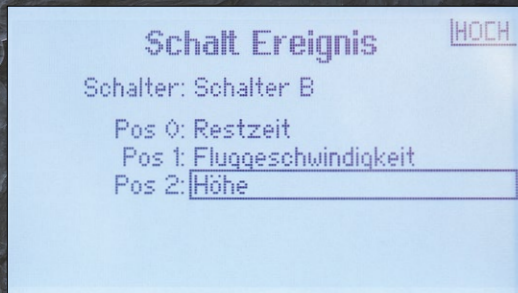 Schalt Ereignis
HOCH
Schalter: Schalter B
Pos 0: Restzeit
Pos 1: Fluggeschwindigkeit
Pos 2: Höhe